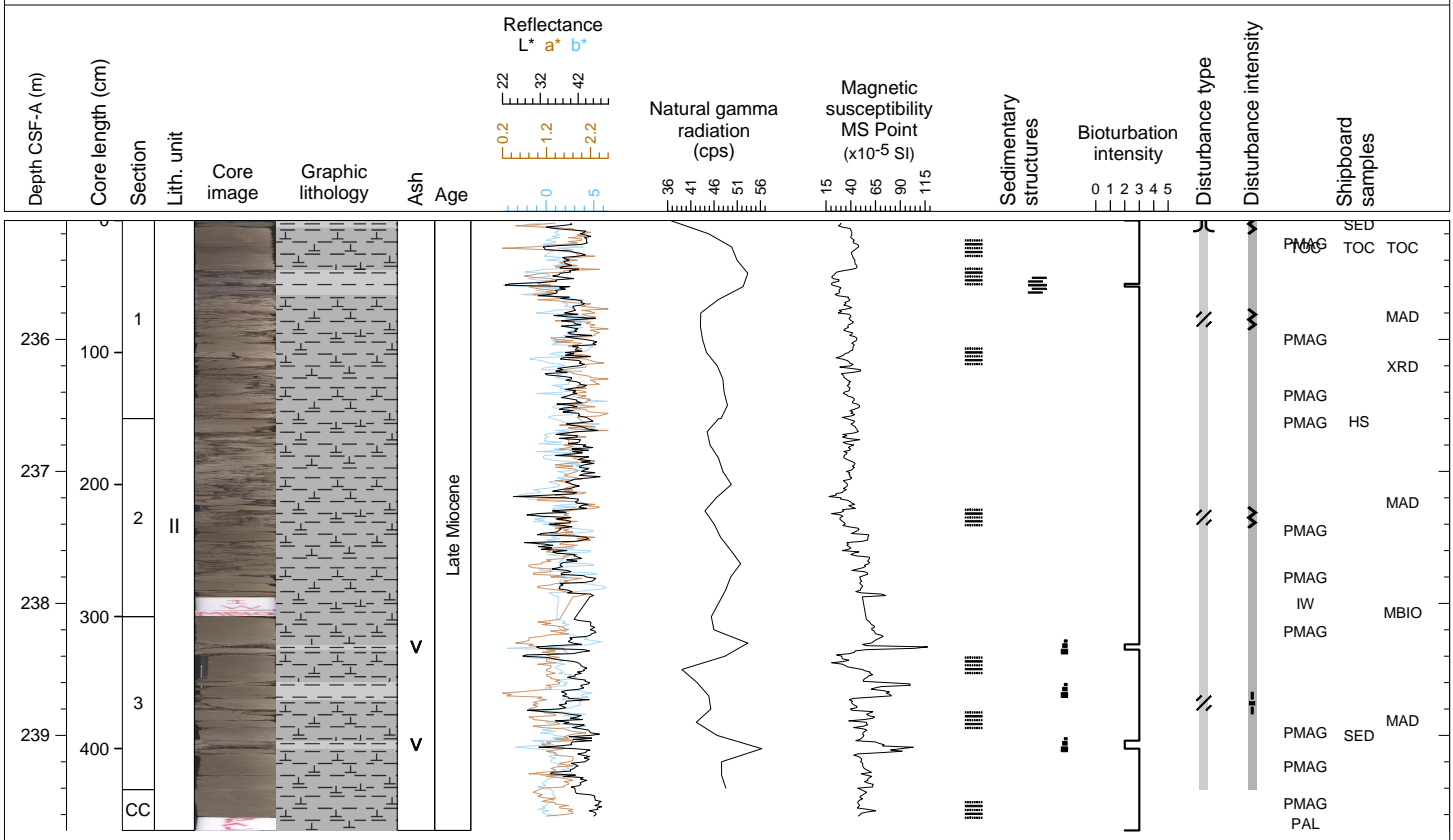 Reflectance
L* a* b*
22 32 42
0.2 1.2 2.2
0 5
Depth CSF-A (m)
Core length (cm)
Section
Lith. unit
Core image
Graphic lithology
Ash
Age
Natural gamma radiation (cps)
36 41 46 51 56
Magnetic susceptibility MS Point (x10-5 SI)
15 40 65 90 115
Sedimentary structures
Bioturbation intensity
0 1 2 3 4 5
Disturbance type
Disturbance intensity
Shipboard samples
236
237
238
239
0
100
200
300
400
1
2
3
CC
II
V
V
Late Miocene
SED
PMAG
TOC TOC TOC
MAD
PMAG
XRD
PMAG
PMAG HS
MAD
PMAG
PMAG
IW
MBIO
PMAG
MAD
PMAG SED
PMAG
PMAG
PAL